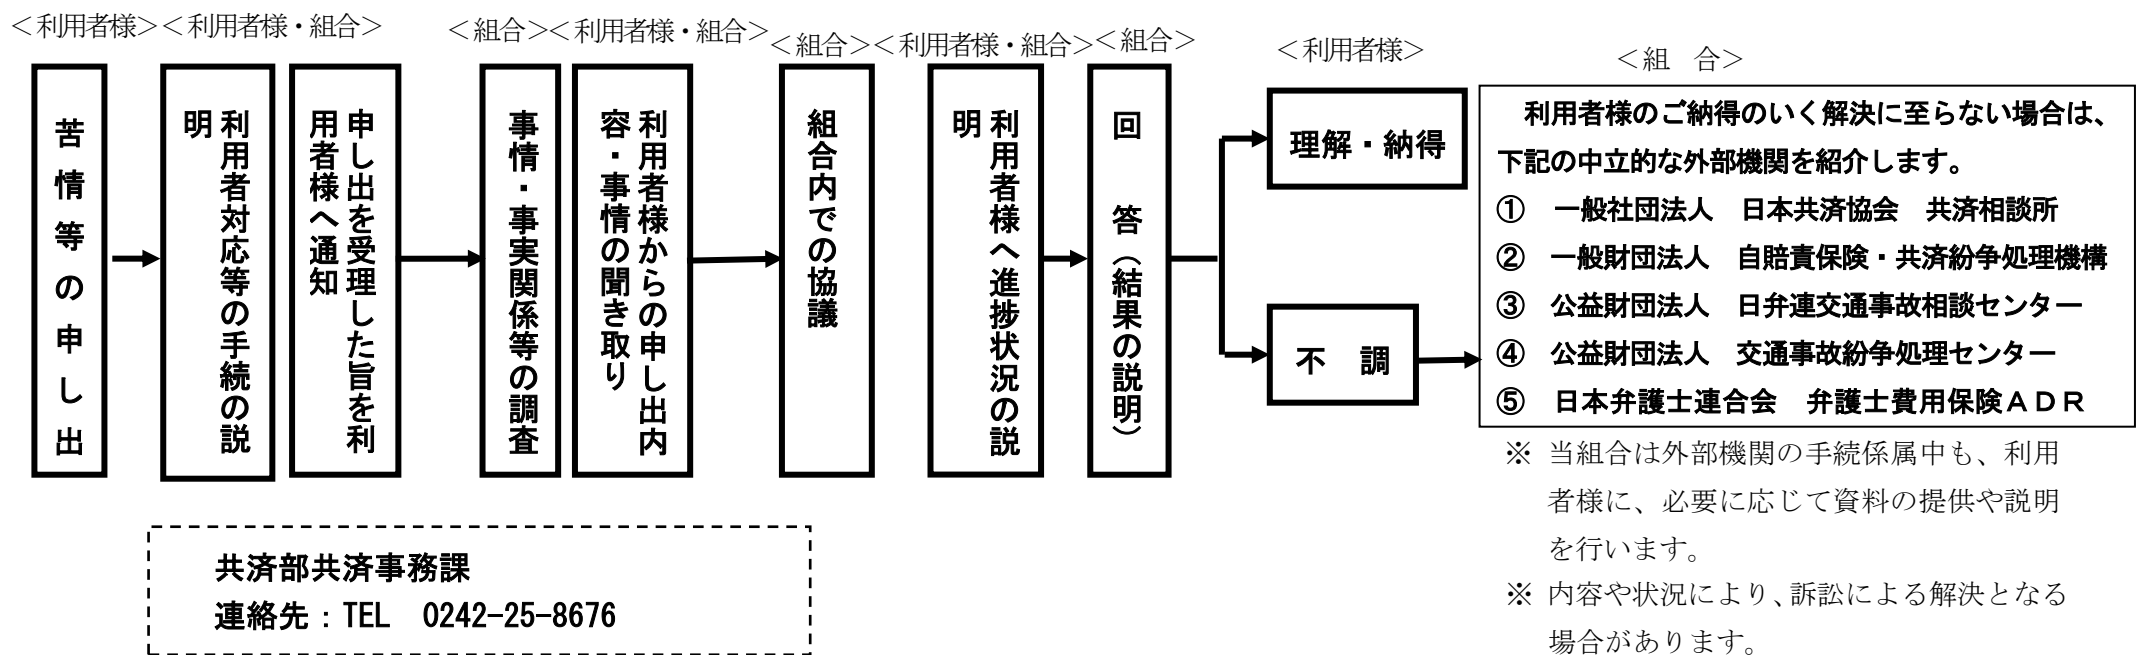 ＜利用者様＞
＜利用者様・組合＞
＜組合＞
＜利用者様・組合＞
＜組合＞
＜利用者様・組合＞
＜組合＞
＜利用者様＞
＜組　合＞
苦情等の申し出
利用者対応等の手続の説
明
申し出を受理した旨を利
用者様へ通知
事情・事実関係等の調査
利用者様からの申し出内
容・事情の聞き取り
組合内での協議
利用者様へ進捗状況の説
明
回　答（結果の説明）
理解・納得
不　調
利用者様のご納得のいく解決に至らない場合は、
下記の中立的な外部機関を紹介します。
①　一般社団法人　日本共済協会　共済相談所
②　一般財団法人　自賠責保険・共済紛争処理機構
③　公益財団法人　日弁連交通事故相談センター
④　公益財団法人　交通事故紛争処理センター
⑤　日本弁護士連合会　弁護士費用保険ＡＤＲ
※ 当組合は外部機関の手続係属中も、利用
者様に、必要に応じて資料の提供や説明
を行います。
※ 内容や状況により、訴訟による解決となる
場合があります。
共済部共済事務課
連絡先：TEL　0242-25-8676